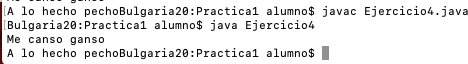 A lo hecho pechoBulgaria20:Practica1 alumno$ javac Ejercicio4.java
[Bulgaria20:Practica1 alumno$ java Ejercicio4
Me canso ganso
A lo hecho pechoBulgaria20:Practica1 alumno$